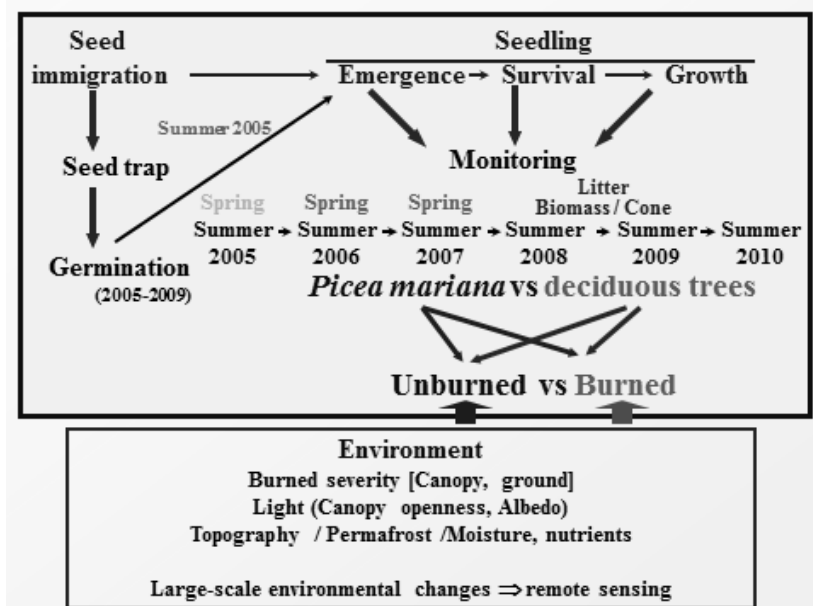 Seed
immigration
Seedling
Emergence → Survival → Growth
Summer 2005
Seed trap
Monitoring
Germination
(2005-2009)
Litter
Biomass / Cone
Spring Spring Spring
Summer → Summer → Summer → Summer → Summer → Summer
2005 2006 2007 2008 2009 2010
Picea mariana vs deciduous trees
Unburned vs Burned
Environment
Burned severity [Canopy, ground]
Light (Canopy openness, Albedo)
Topography / Permafrost /Moisture, nutrients
Large-scale environmental changes ⇒ remote sensing